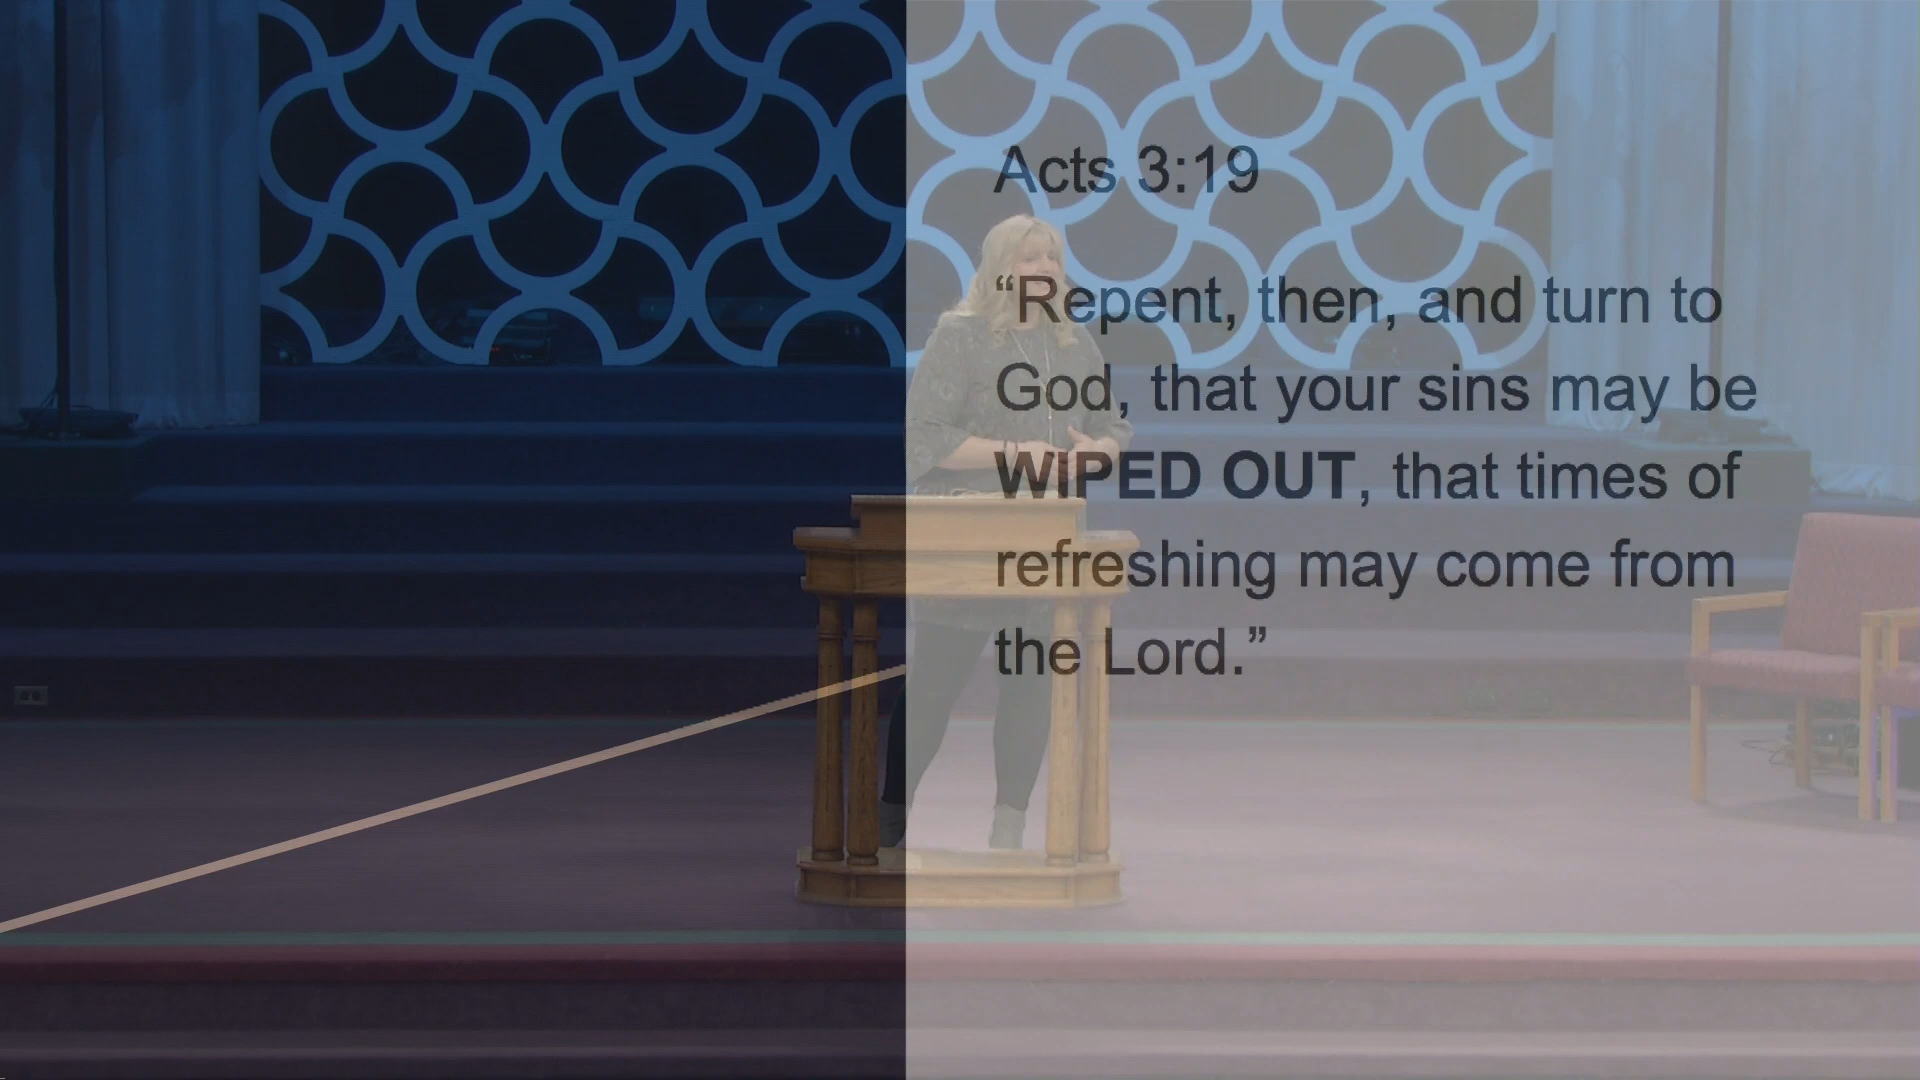 Acts 3:19
“Repent, then, and turn to
God, that your sins may be
WIPED OUT, that times of
refreshing may come from
the Lord.”